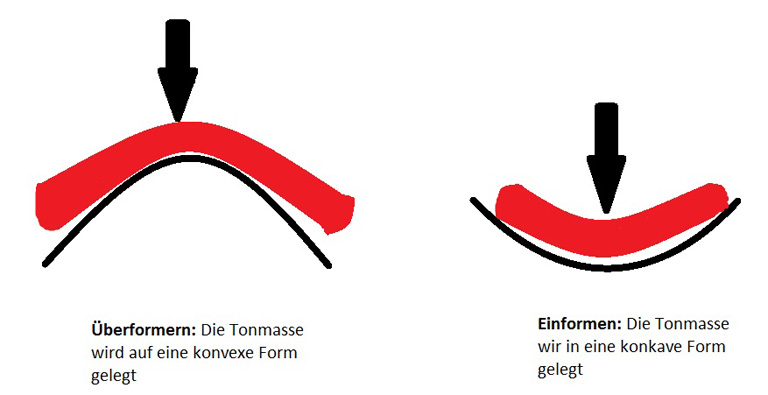 Überformern: Die Tonmasse
wird auf eine konvexe Form
gelegt
Einformen: Die Tonmasse
wir in eine konkave Form
gelegt